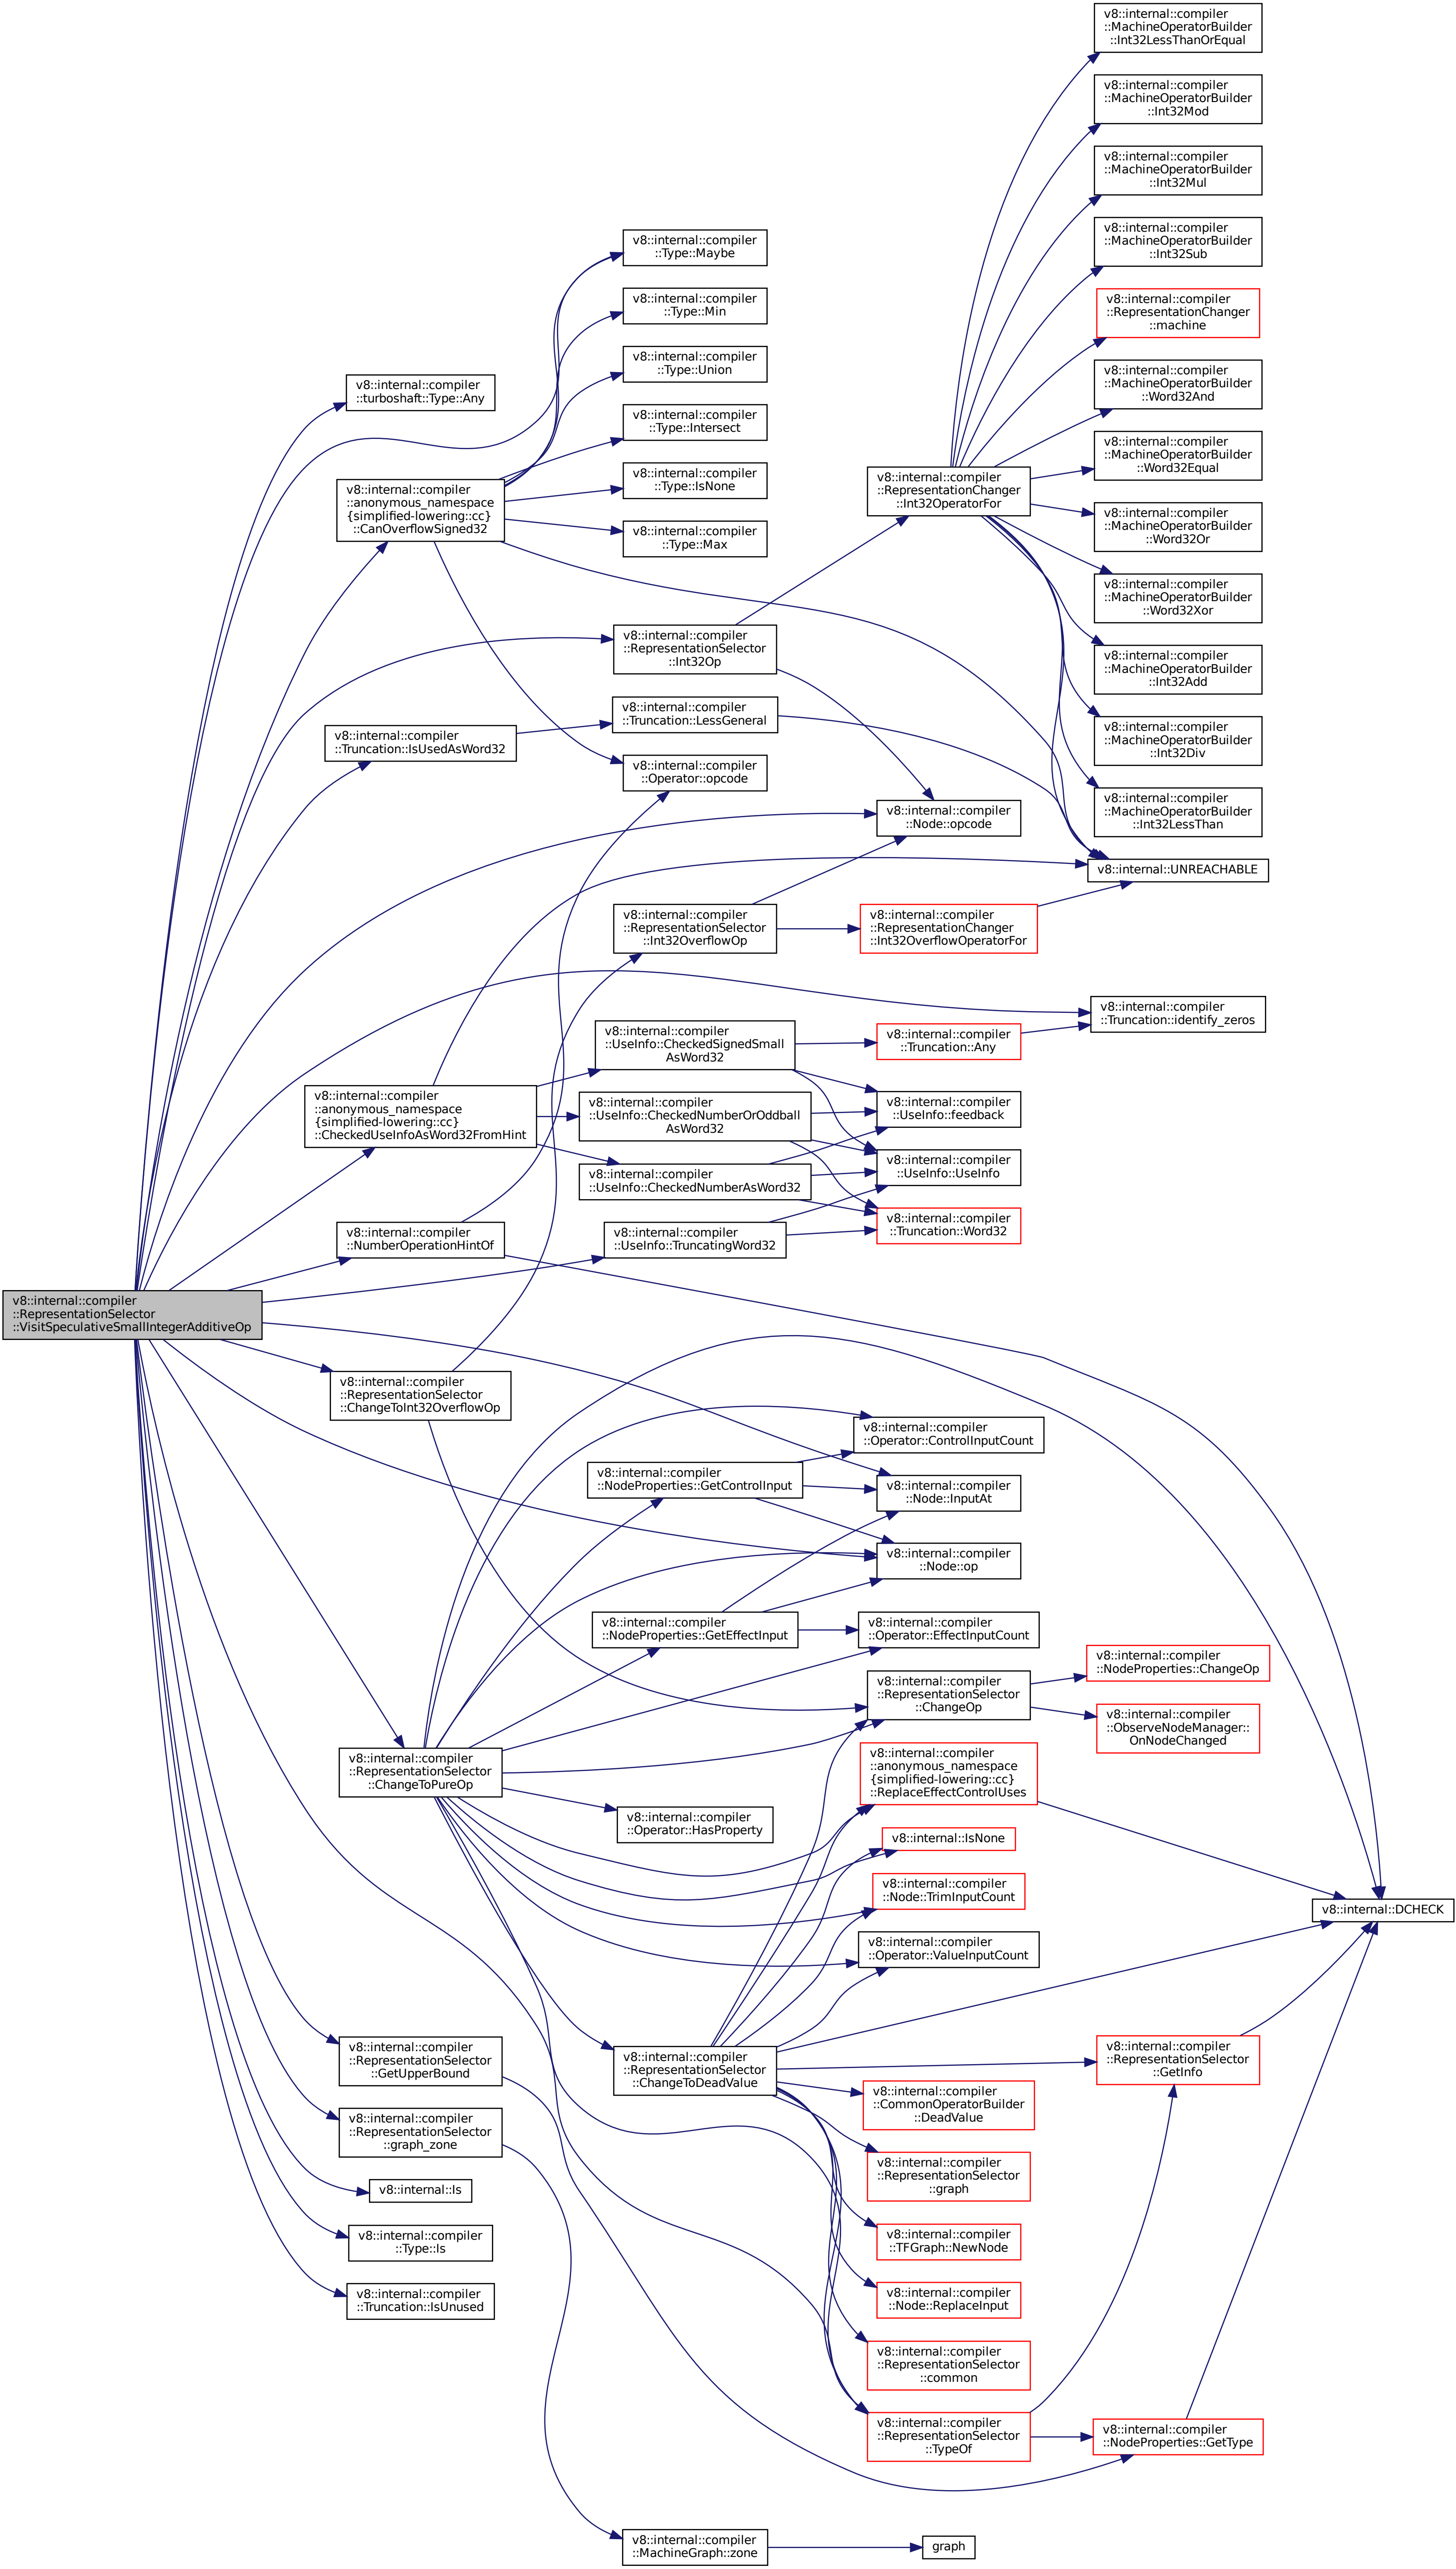 v8::internal::compiler
::MachineOperatorBuilder
::Int32LessThanOrEqual
v8::internal::compiler
::MachineOperatorBuilder
::Int32Mod
v8::internal::compiler
::MachineOperatorBuilder
::Int32Mul
v8::internal::compiler
::MachineOperatorBuilder
::Int32Sub
v8::internal::compiler
::Type::Maybe
v8::internal::compiler
::Type::Min
v8::internal::compiler
::RepresentationChanger
::machine
v8::internal::compiler
::Type::Union
v8::internal::compiler
::turboshaft::Type::Any
v8::internal::compiler
::MachineOperatorBuilder
::Word32And
v8::internal::compiler
::Type::Intersect
v8::internal::compiler
::MachineOperatorBuilder
::Word32Equal
v8::internal::compiler
::Type::IsNone
v8::internal::compiler
::RepresentationChanger
::Int32OperatorFor
v8::internal::compiler
::anonymous_namespace
{simplified-lowering::cc}
::CanOverflowSigned32
v8::internal::compiler
::MachineOperatorBuilder
::Word32Or
v8::internal::compiler
::Type::Max
v8::internal::compiler
::MachineOperatorBuilder
::Word32Xor
v8::internal::compiler
::RepresentationSelector
::Int32Op
v8::internal::compiler
::MachineOperatorBuilder
::Int32Add
v8::internal::compiler
::Truncation::LessGeneral
v8::internal::compiler
::Truncation::IsUsedAsWord32
v8::internal::compiler
::MachineOperatorBuilder
::Int32Div
v8::internal::compiler
::Operator::opcode
v8::internal::compiler
::MachineOperatorBuilder
::Int32LessThan
v8::internal::compiler
::Node::opcode
v8::internal::UNREACHABLE
v8::internal::compiler
::RepresentationSelector
::Int32OverflowOp
v8::internal::compiler
::RepresentationChanger
::Int32OverflowOperatorFor
v8::internal::compiler
::Truncation::identify_zeros
v8::internal::compiler
::UseInfo::CheckedSignedSmall
AsWord32
v8::internal::compiler
::Truncation::Any
v8::internal::compiler
::anonymous_namespace
{simplified-lowering::cc}
::CheckedUseInfoAsWord32FromHint
v8::internal::compiler
::UseInfo::CheckedNumberOrOddball
AsWord32
v8::internal::compiler
::UseInfo::feedback
v8::internal::compiler
::UseInfo::CheckedNumberAsWord32
v8::internal::compiler
::UseInfo::UseInfo
v8::internal::compiler
::NumberOperationHintOf
v8::internal::compiler
::UseInfo::TruncatingWord32
v8::internal::compiler
::Truncation::Word32
v8::internal::compiler
::RepresentationSelector
::VisitSpeculativeSmallIntegerAdditiveOp
v8::internal::compiler
::RepresentationSelector
::ChangeToInt32OverflowOp
v8::internal::compiler
::Operator::ControlInputCount
v8::internal::compiler
::NodeProperties::GetControlInput
v8::internal::compiler
::Node::InputAt
v8::internal::compiler
::Node::op
v8::internal::compiler
::NodeProperties::GetEffectInput
v8::internal::compiler
::Operator::EffectInputCount
v8::internal::compiler
::NodeProperties::ChangeOp
v8::internal::compiler
::RepresentationSelector
::ChangeOp
v8::internal::compiler
::ObserveNodeManager::
OnNodeChanged
v8::internal::compiler
::RepresentationSelector
::ChangeToPureOp
v8::internal::compiler
::anonymous_namespace
{simplified-lowering::cc}
::ReplaceEffectControlUses
v8::internal::compiler
::Operator::HasProperty
v8::internal::IsNone
v8::internal::compiler
::Node::TrimInputCount
v8::internal::DCHECK
v8::internal::compiler
::Operator::ValueInputCount
v8::internal::compiler
::RepresentationSelector
::GetUpperBound
v8::internal::compiler
::RepresentationSelector
::ChangeToDeadValue
v8::internal::compiler
::RepresentationSelector
::GetInfo
v8::internal::compiler
::CommonOperatorBuilder
::DeadValue
v8::internal::compiler
::RepresentationSelector
::graph_zone
v8::internal::compiler
::RepresentationSelector
::graph
v8::internal::Is
v8::internal::compiler
::Type::Is
v8::internal::compiler
::TFGraph::NewNode
v8::internal::compiler
::Truncation::IsUnused
v8::internal::compiler
::Node::ReplaceInput
v8::internal::compiler
::RepresentationSelector
::common
v8::internal::compiler
::RepresentationSelector
::TypeOf
v8::internal::compiler
::NodeProperties::GetType
v8::internal::compiler
::MachineGraph::zone
graph